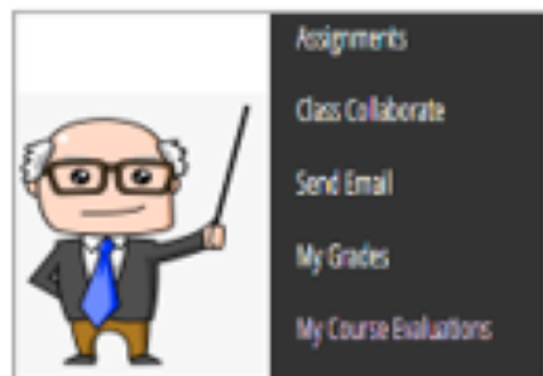 Assignments
Class Collaborate
Send Email
My Grades
My Course Evaluations